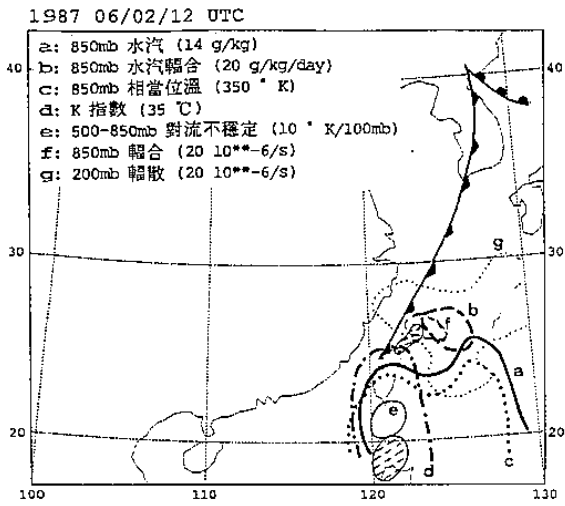 1987 06/02/12 UTC
a: 850mb 水汽 (14 g/kg)
b: 850mb 水汽輻合 (20 g/kg/day)
c: 850mb 相當位溫 (350 ° K)
d: K 指數 (35 ℃)
e: 500-850mb 對流不穩定 (10 ° K/100mb)
f: 850mb 輻合 (20 10**-6/s)
g: 200mb 輻散 (20 10**-6/s)
40 40
30 g 30
f b
a
20 e 20
d c
100 110 120 130